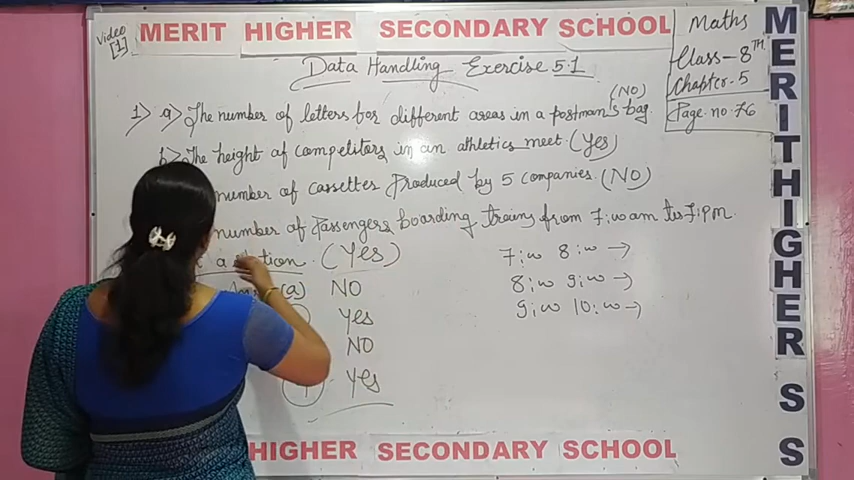 Video
[1]
MERIT HIGHER SECONDARY SCHOOL
Maths
Class-8TH
Chapter.5
Page no.76
Data Handling Exercise 5.1
(NO)
1> a> The number of letters for different areas in a postman's bag.
b> The height of competitors in an athletics meet. (Yes)
number of cassettes Produced by 5 companies. (NO)
number of Passengers boarding trains from 7:00 am to 7:PM.
(Yes)
7:00 8:00 →
(a) NO
8:00 9:00 →
Yes
9:00 10:00 →
NO
Yes
MERIT HIGHER S S
HIGHER SECONDARY SCHOOL